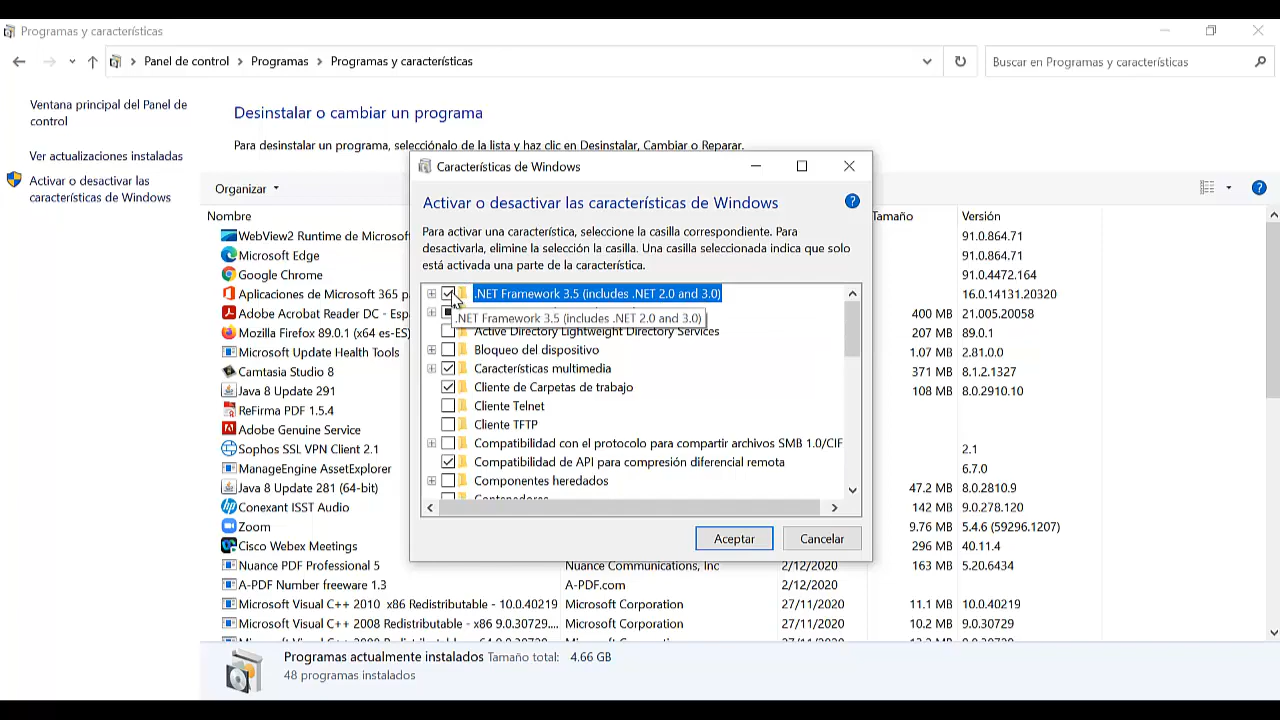 Programas y características
Panel de control > Programas > Programas y características
Buscar en Programas y características
Ventana principal del Panel de
control
Ver actualizaciones instaladas
Activar o desactivar las
características de Windows
Desinstalar o cambiar un programa
Para desinstalar un programa, selecciónalo de la lista y haz clic en Desinstalar, Cambiar o Reparar.
Organizar
Nombre Tamaño Versión
WebView2 Runtime de Microsof 91.0.864.71
Microsoft Edge 91.0.864.71
Google Chrome 91.0.4472.164
Aplicaciones de Microsoft 365 p 16.0.14131.20320
Adobe Acrobat Reader DC - Esp 400 MB 21.005.20058
Mozilla Firefox 89.0.1 (x64 es-ES) 207 MB 89.0.1
Microsoft Update Health Tools 1.07 MB 2.81.0.0
Camtasia Studio 8 371 MB 8.1.2.1327
Java 8 Update 291 108 MB 8.0.2910.10
ReFirma PDF 1.5.4
Adobe Genuine Service
Sophos SSL VPN Client 2.1 2.1
ManageEngine AssetExplorer 6.7.0
Java 8 Update 281 (64-bit) 47.2 MB 8.0.2810.9
Conexant ISST Audio 142 MB 9.0.278.120
Zoom 9.76 MB 5.4.6 (59296.1207)
Cisco Webex Meetings 296 MB 40.11.4
Nuance PDF Professional 5 Nuance Communications, Inc 2/12/2020 163 MB 5.20.6434
A-PDF Number freeware 1.3 A-PDF.com 2/12/2020
Microsoft Visual C++ 2010 x86 Redistributable - 10.0.40219 Microsoft Corporation 27/11/2020 11.1 MB 10.0.40219
Microsoft Visual C++ 2008 Redistributable - x86 9.0.30729.... Microsoft Corporation 27/11/2020 10.2 MB 9.0.30729
Programas actualmente instalados Tamaño total: 4.66 GB
48 programas instalados
Características de Windows
Activar o desactivar las características de Windows
Para activar una característica, seleccione la casilla correspondiente. Para
desactivarla, elimine la selección la casilla. Una casilla seleccionada indica que solo
está activada una parte de la característica.
.NET Framework 3.5 (includes .NET 2.0 and 3.0)
.NET Framework 3.5 (includes .NET 2.0 and 3.0)
Active Directory Lightweight Directory Services
Bloqueo del dispositivo
Características multimedia
Cliente de Carpetas de trabajo
Cliente Telnet
Cliente TFTP
Compatibilidad con el protocolo para compartir archivos SMB 1.0/CIF
Compatibilidad de API para compresión diferencial remota
Componentes heredados
Contenedores
Aceptar Cancelar